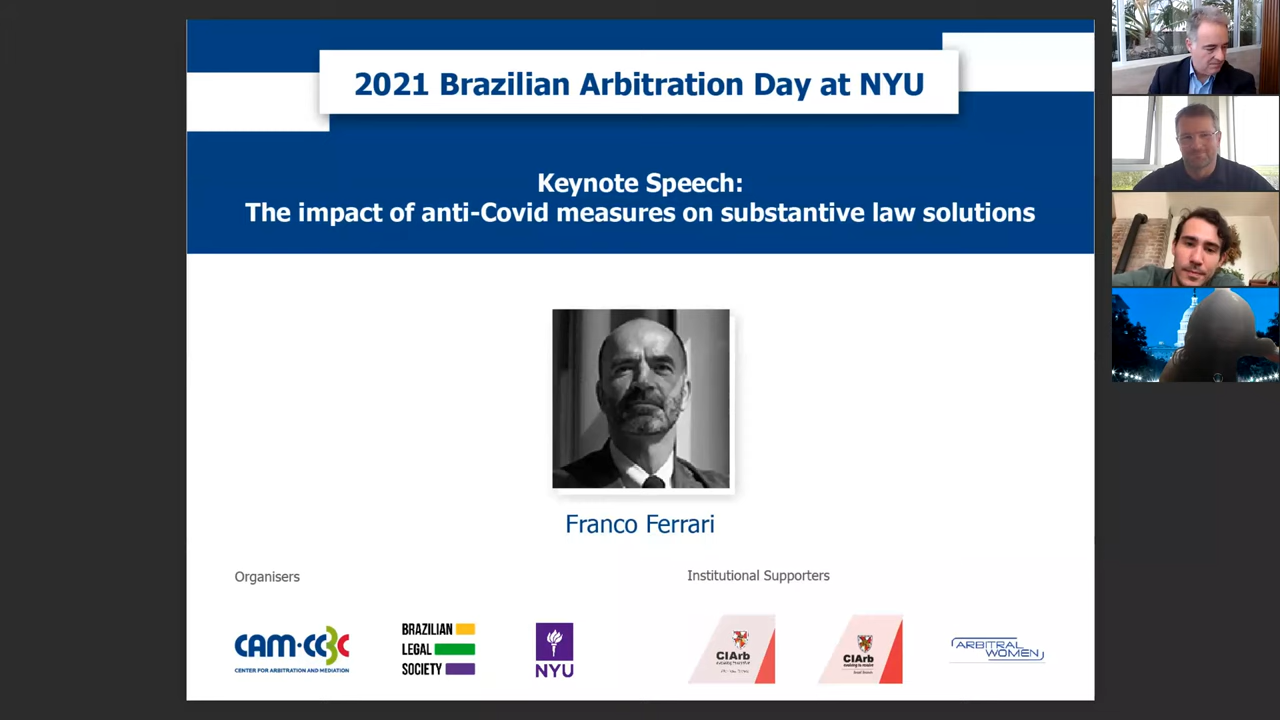 2021 Brazilian Arbitration Day at NYU
Keynote Speech:
The impact of anti-Covid measures on substantive law solutions
Franco Ferrari
Organisers
Institutional Supporters
CAM-CCBC
CENTER FOR ARBITRATION AND MEDIATION
BRAZILIAN
LEGAL
SOCIETY
NYU
CIArb
CIArb
ARBITRAL
WOMEN